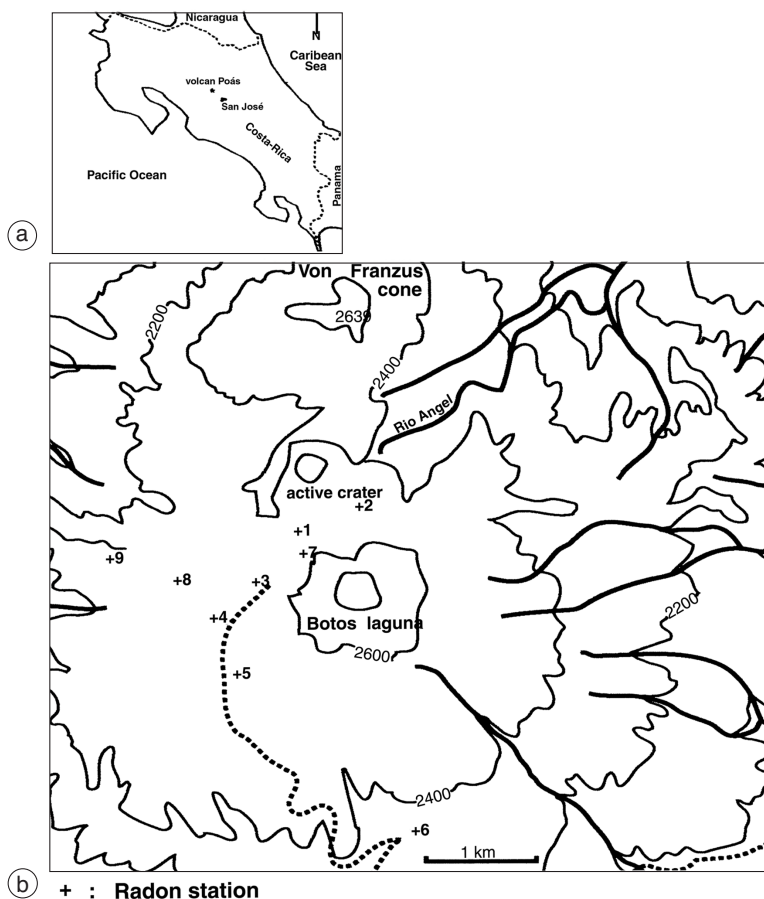 Nicaragua
N
Caribbean
Sea
volcan Poás
San José
Costa-Rica
Panama
Pacific Ocean
a
Von Franzus
cone
2639
2200
2400
Rio Angel
active crater
+2
+1
+7
+9
+8
+3
+4
Botos laguna
2200
2600
+5
2400
+6
1 km
b
+ : Radon station